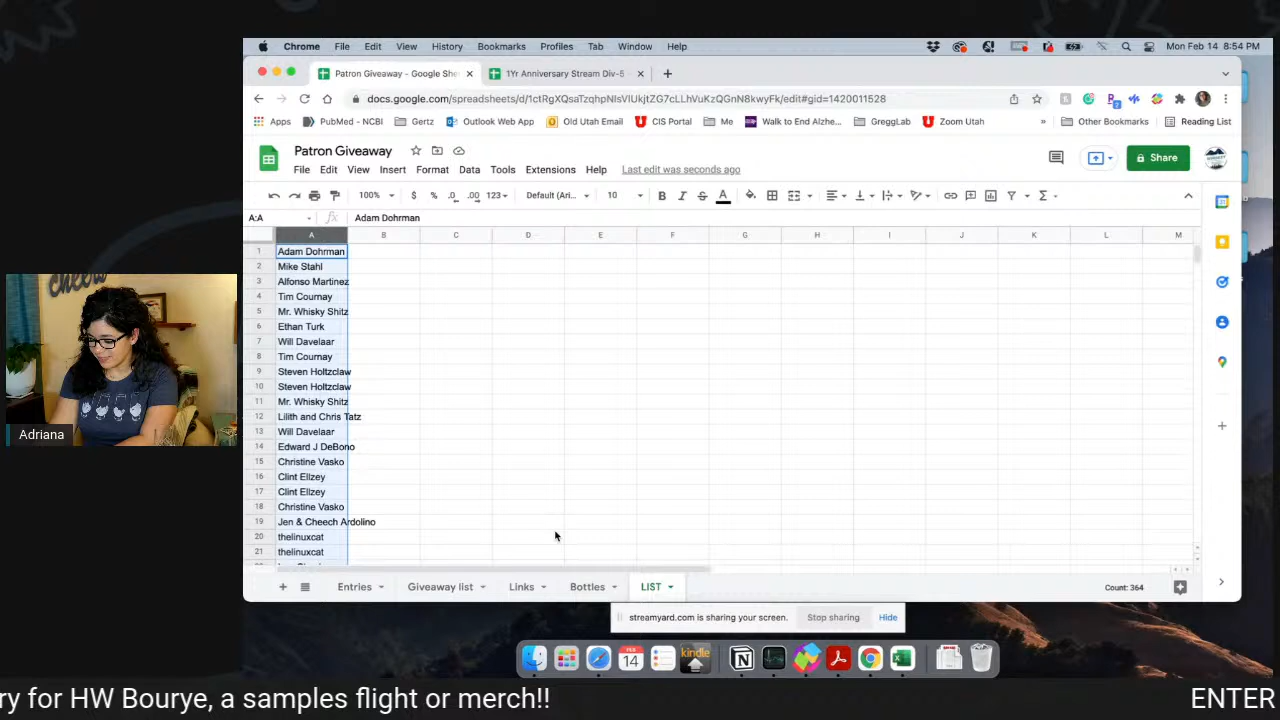 Chrome File Edit View History Bookmarks Profiles Tab Window Help Mon Feb 14 8:54 PM
Patron Giveaway - Google She × 1Yr Anniversary Stream Div-5 - × +
docs.google.com/spreadsheets/d/1ctRgXQsaTzqhpNIsVIUkjtZG7cLLhVuKzQGnN8kwyFk/edit#gid=1420011528
Apps PubMed - NCBI Gertz Outlook Web App Old Utah Email CIS Portal Me Walk to End Alzhe... GreggLab Zoom Utah » Other Bookmarks Reading List
Patron Giveaway
File Edit View Insert Format Data Tools Extensions Help Last edit was seconds ago
Share
100% $ % .0 .00 123 Default (Ari... 10 B I S A
A:A fx Adam Dohrman
A B C D E F G H I J K L M
1 Adam Dohrman
2 Mike Stahl
3 Alfonso Martinez
4 Tim Cournay
5 Mr. Whisky Shitz
6 Ethan Turk
7 Will Davelaar
8 Tim Cournay
9 Steven Holtzclaw
10 Steven Holtzclaw
11 Mr. Whisky Shitz
12 Lilith and Chris Tatz
13 Will Davelaar
14 Edward J DeBono
15 Christine Vasko
16 Clint Ellzey
17 Clint Ellzey
18 Christine Vasko
19 Jen & Cheech Ardolino
20 thelinuxcat
21 thelinuxcat
cheers
Adriana
+ Entries Giveaway list Links Bottles LIST Count: 364
streamyard.com is sharing your screen. Stop sharing Hide
FEB
14
kindle
ry for HW Bourye, a samples flight or merch!! ENTER